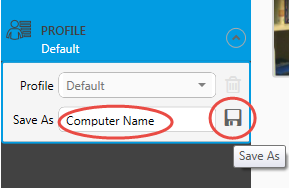 PROFILE
Default
Profile Default
Save As Computer Name
Save As